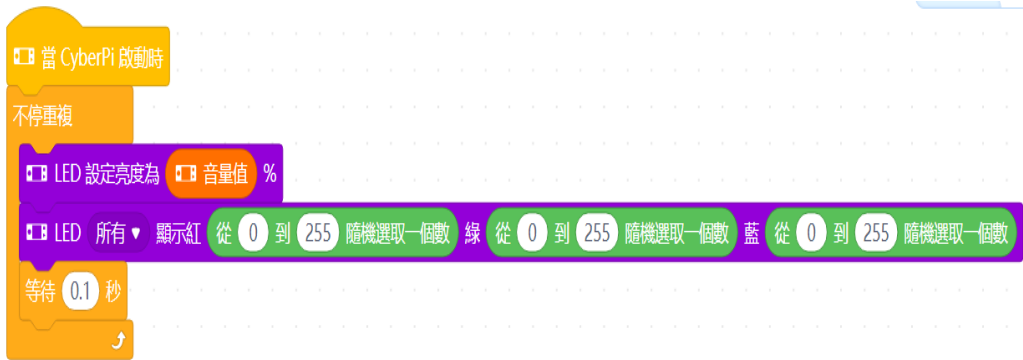 當 CyberPi 啟動時
不停重複
LED 設定亮度為 音量值 %
LED 所有 顯示紅 從 0 到 255 隨機選取一個數 綠 從 0 到 255 隨機選取一個數 藍 從 0 到 255 隨機選取一個數
等待 0.1 秒